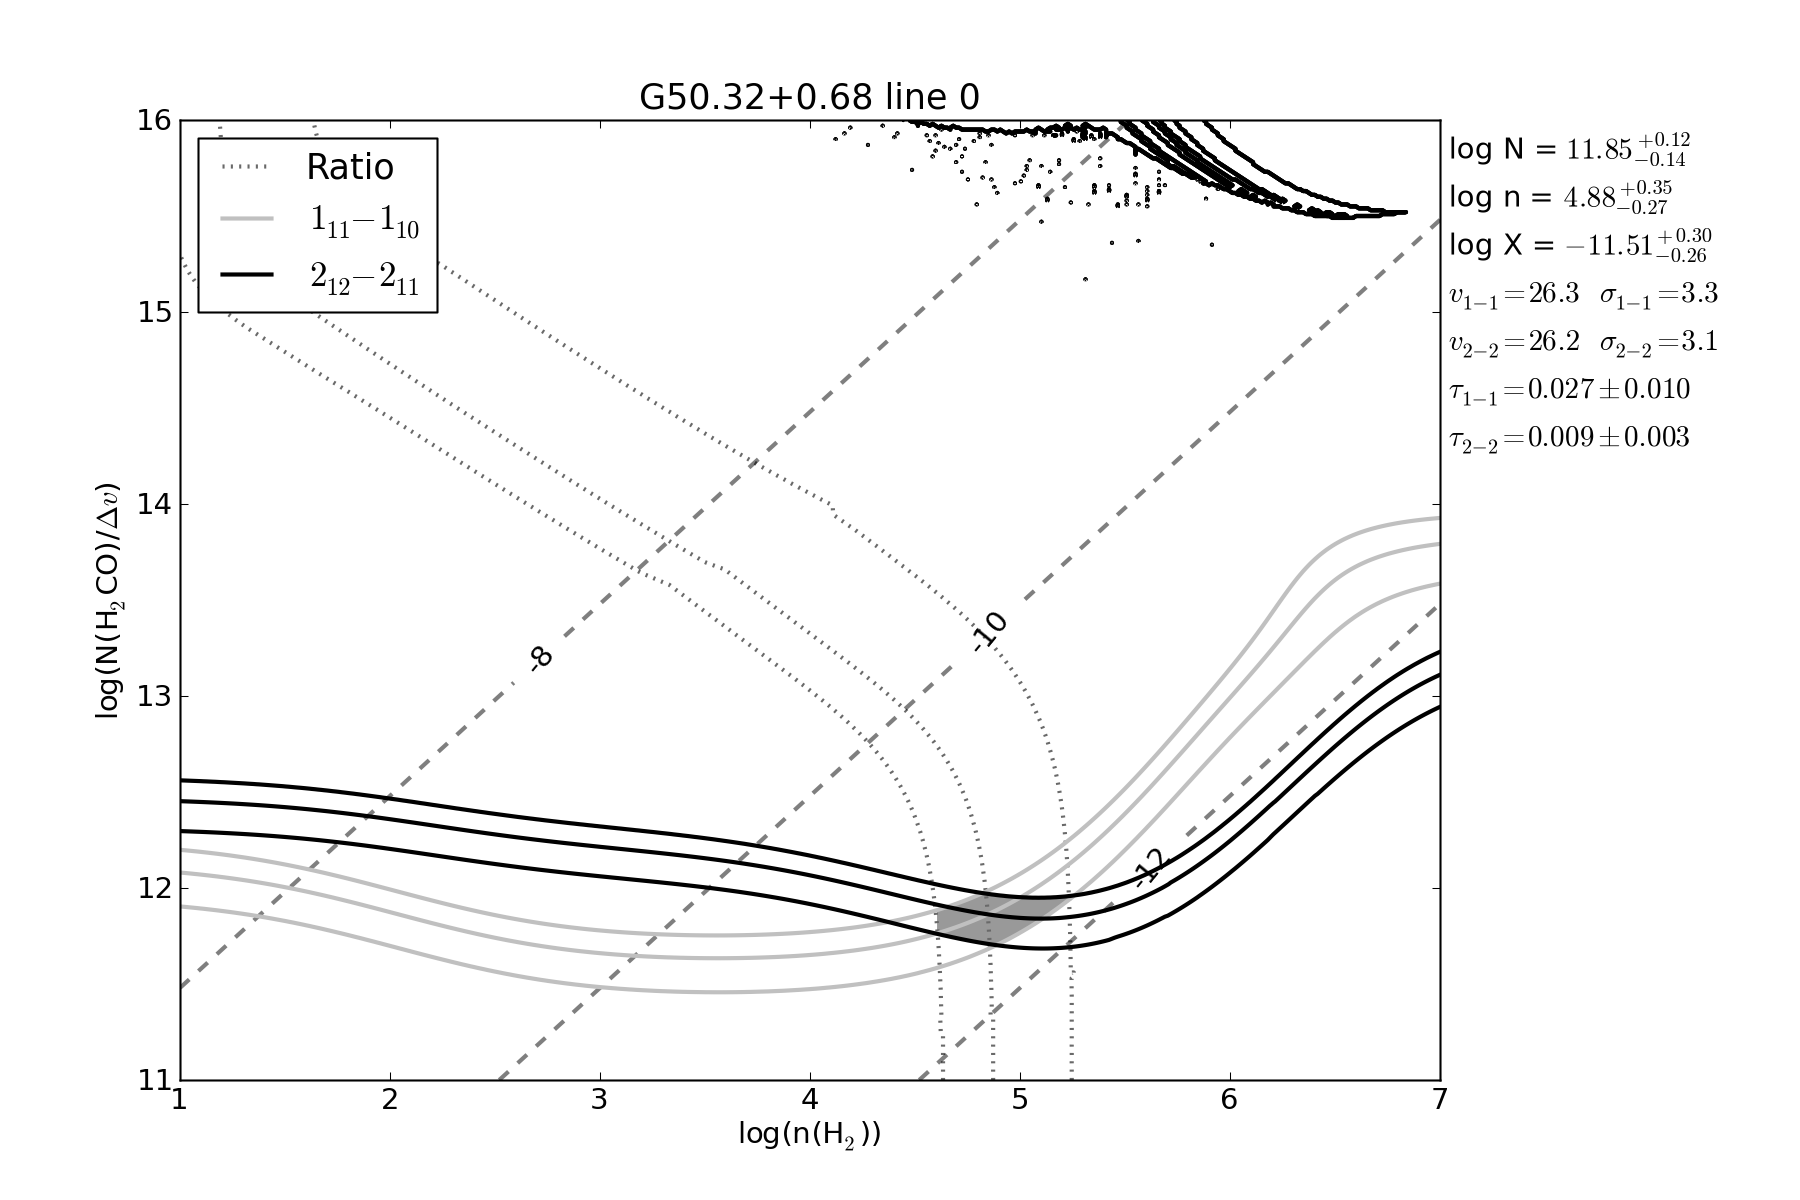 G50.32+0.68 line 0
16
15
14
13
12
11
log(N(H₂CO)/Δv)
Ratio
1₁₁−1₁₀
2₁₂−2₁₁
-8
-10
-12
1 2 3 4 5 6 7
log(n(H₂))
log N = 11.85 +0.12 −0.14
log n = 4.88 +0.35 −0.27
log X = −11.51 +0.30 −0.26
v₁₋₁=26.3 σ₁₋₁=3.3
v₂₋₂=26.2 σ₂₋₂=3.1
τ₁₋₁=0.027±0.010
τ₂₋₂=0.009±0.003